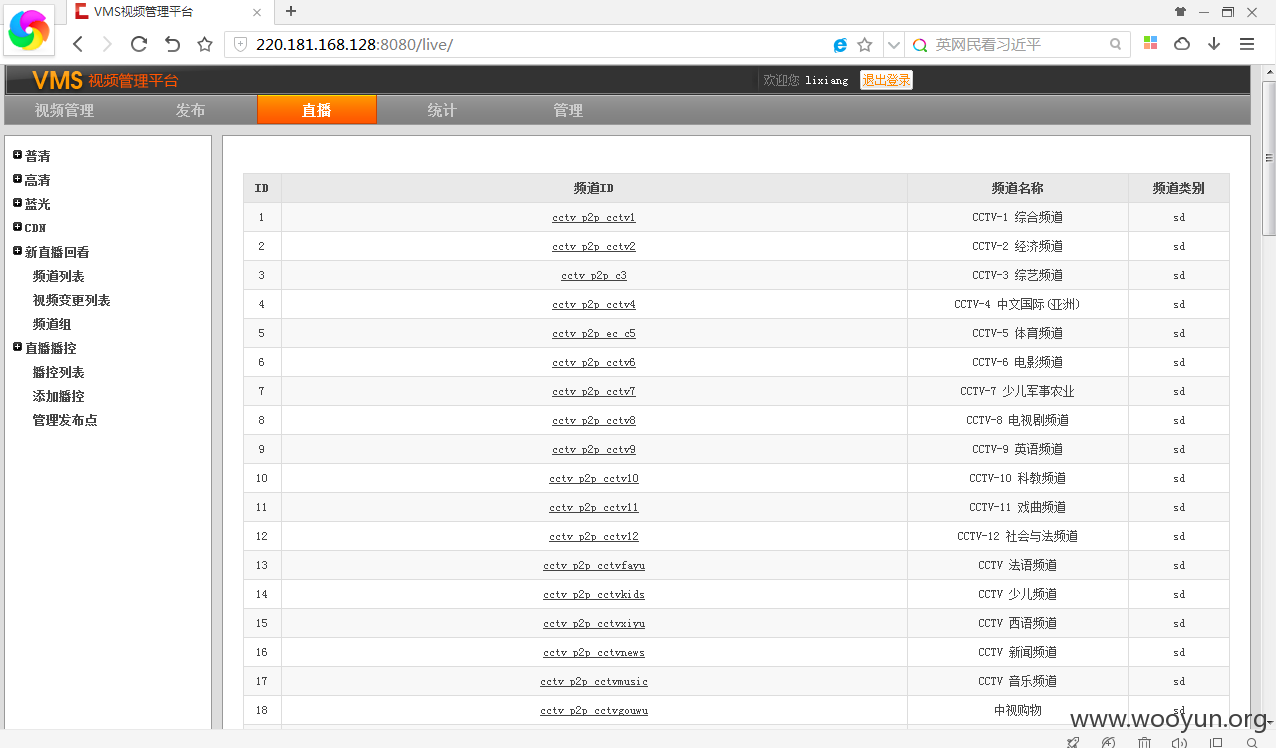 VMS视频管理平台
220.181.168.128:8080/live/
英网民看习近平
VMS 视频管理平台
欢迎您 lixiang 退出登录
视频管理 发布 直播 统计 管理
普清
高清
蓝光
CDN
新直播回看
频道列表
视频变更列表
频道组
直播播控
播控列表
添加播控
管理发布点
ID 频道ID 频道名称 频道类别
1 cctv_p2p_cctv1 CCTV-1 综合频道 sd
2 cctv_p2p_cctv2 CCTV-2 经济频道 sd
3 cctv_p2p_c3 CCTV-3 综艺频道 sd
4 cctv_p2p_cctv4 CCTV-4 中文国际(亚洲) sd
5 cctv_p2p_ec_c5 CCTV-5 体育频道 sd
6 cctv_p2p_cctv6 CCTV-6 电影频道 sd
7 cctv_p2p_cctv7 CCTV-7 少儿军事农业 sd
8 cctv_p2p_cctv8 CCTV-8 电视剧频道 sd
9 cctv_p2p_cctv9 CCTV-9 英语频道 sd
10 cctv_p2p_cctv10 CCTV-10 科教频道 sd
11 cctv_p2p_cctv11 CCTV-11 戏曲频道 sd
12 cctv_p2p_cctv12 CCTV-12 社会与法频道 sd
13 cctv_p2p_cctvfayu CCTV 法语频道 sd
14 cctv_p2p_cctvkids CCTV 少儿频道 sd
15 cctv_p2p_cctvxiyu CCTV 西语频道 sd
16 cctv_p2p_cctvnews CCTV 新闻频道 sd
17 cctv_p2p_cctvmusic CCTV 音乐频道 sd
18 cctv_p2p_cctvgouwu 中视购物 sd
www.wooyun.org